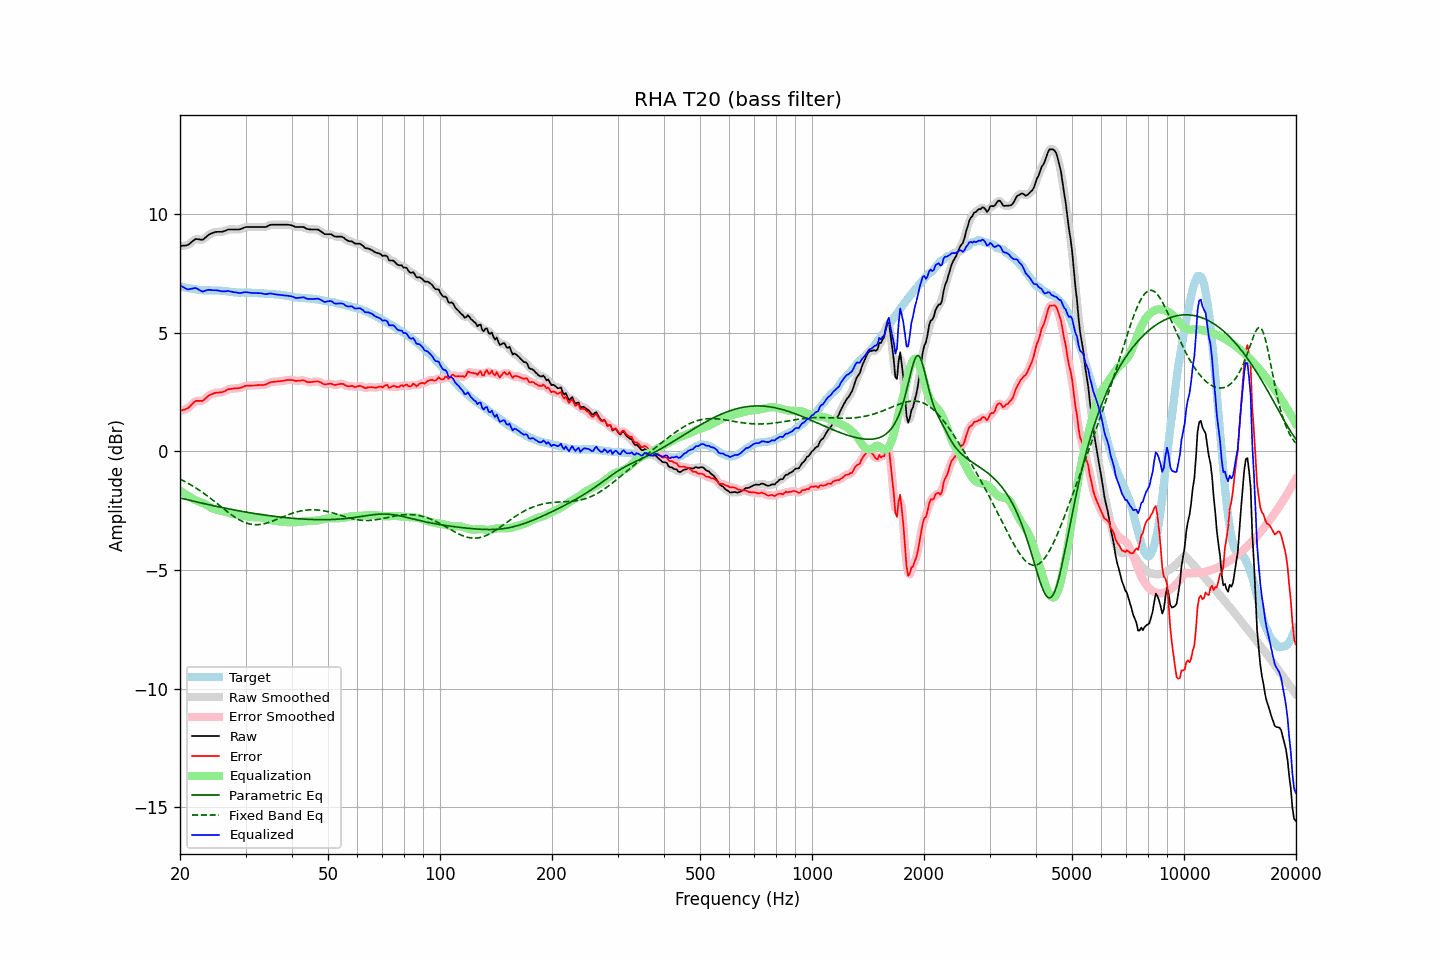 RHA T20 (bass filter)
Amplitude (dBr)
10
5
0
−5
−10
−15
Target
Raw Smoothed
Error Smoothed
Raw
Error
Equalization
Parametric Eq
Fixed Band Eq
Equalized
20 50 100 200 500 1000 2000 5000 10000 20000
Frequency (Hz)